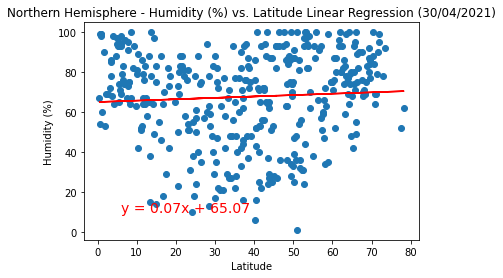 Northern Hemisphere - Humidity (%) vs. Latitude Linear Regression (30/04/2021)
100
80
60
40
20
0
Humidity (%)
y = 0.07x + 65.07
0 10 20 30 40 50 60 70 80
Latitude